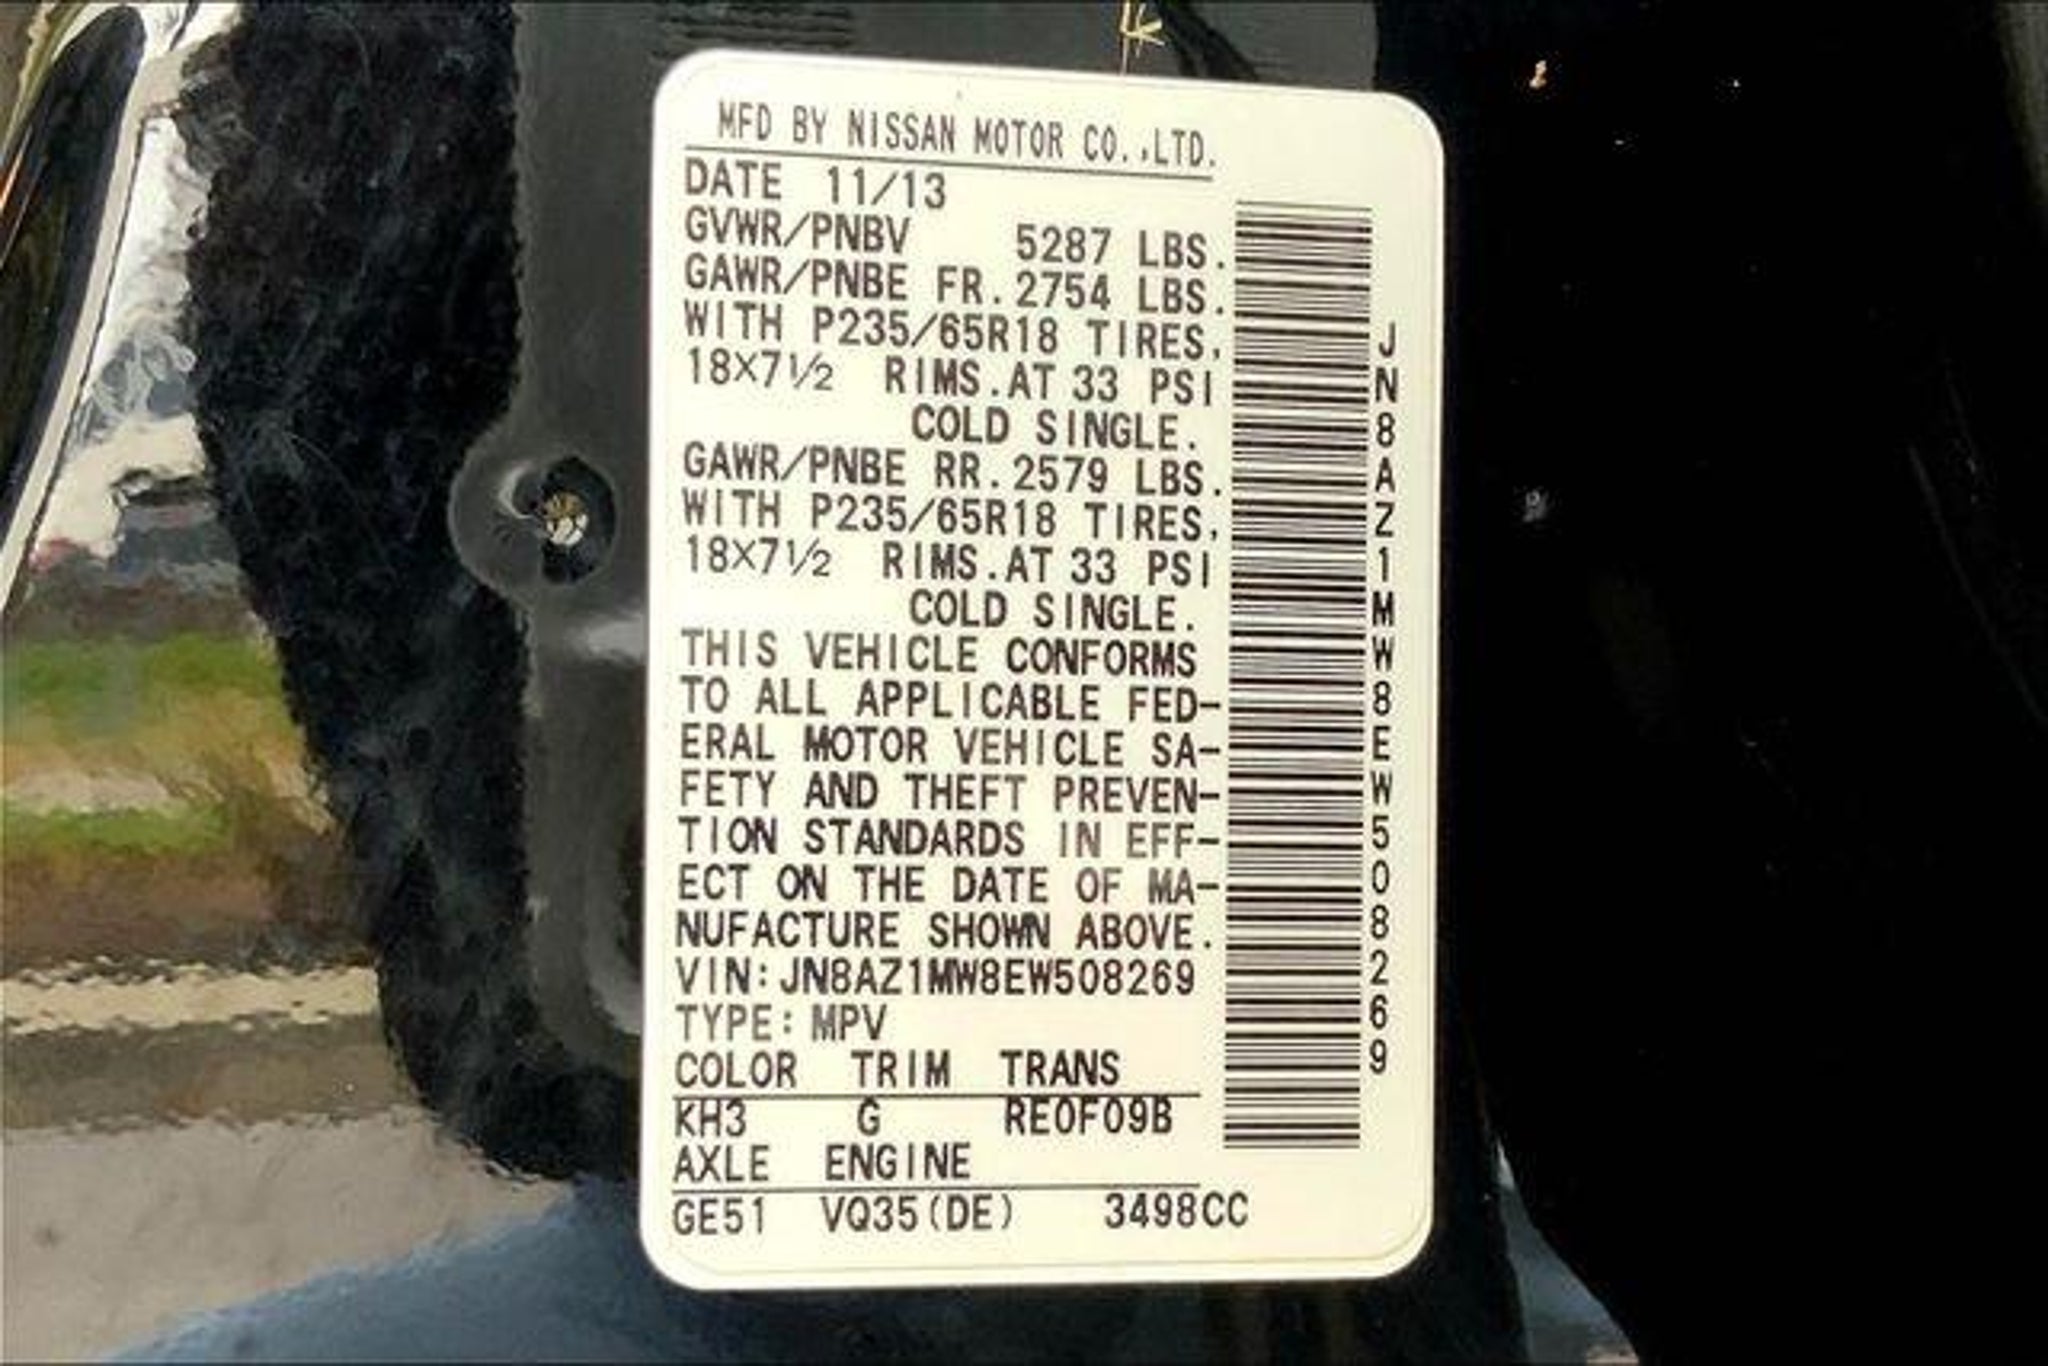 MFD BY NISSAN MOTOR CO.,LTD.
DATE 11/13
GVWR/PNBV 5287 LBS.
GAWR/PNBE FR.2754 LBS.
WITH P235/65R18 TIRES,
18×7½ RIMS.AT 33 PSI
COLD SINGLE.
GAWR/PNBE RR.2579 LBS.
WITH P235/65R18 TIRES,
18×7½ RIMS.AT 33 PSI
COLD SINGLE.
THIS VEHICLE CONFORMS
TO ALL APPLICABLE FED-
ERAL MOTOR VEHICLE SA-
FETY AND THEFT PREVEN-
TION STANDARDS IN EFF-
ECT ON THE DATE OF MA-
NUFACTURE SHOWN ABOVE.
VIN:JN8AZ1MW8EW508269
TYPE:MPV
COLOR TRIM TRANS
KH3 G RE0F09B
AXLE ENGINE
GE51 VQ35(DE) 3498CC
JN8AZ1MW8EW508269